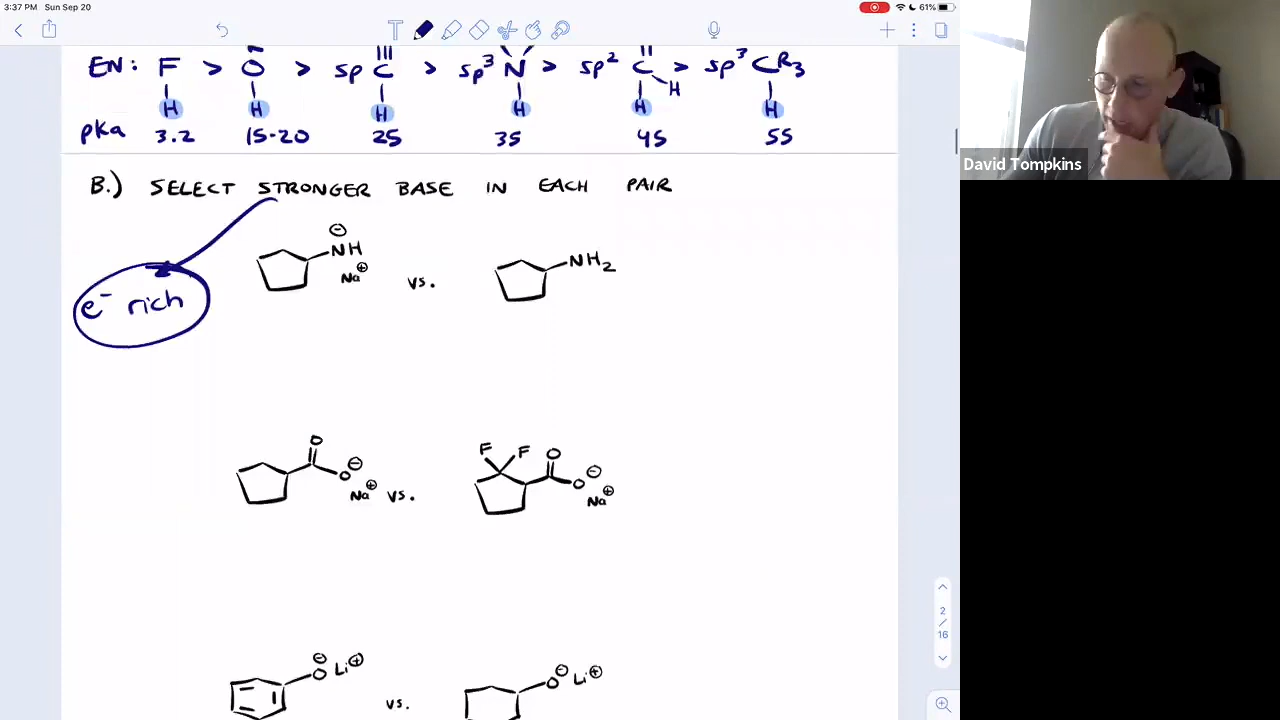 3:37 PM Sun Sep 20
61%
EN: F > O > sp C > sp³ N > sp² C > sp³ CR₃
H H H H H H H
pKa 3.2 15-20 25 35 45 55
B.) SELECT STRONGER BASE IN EACH PAIR
e⁻ rich
⊖
NH
Na⊕
vs.
NH₂
O
O⊖
Na⊕
vs.
F F
O
O⊖
Na⊕
O⊖ Li⊕
vs.
O⊖ Li⊕
2
/
16
David Tompkins